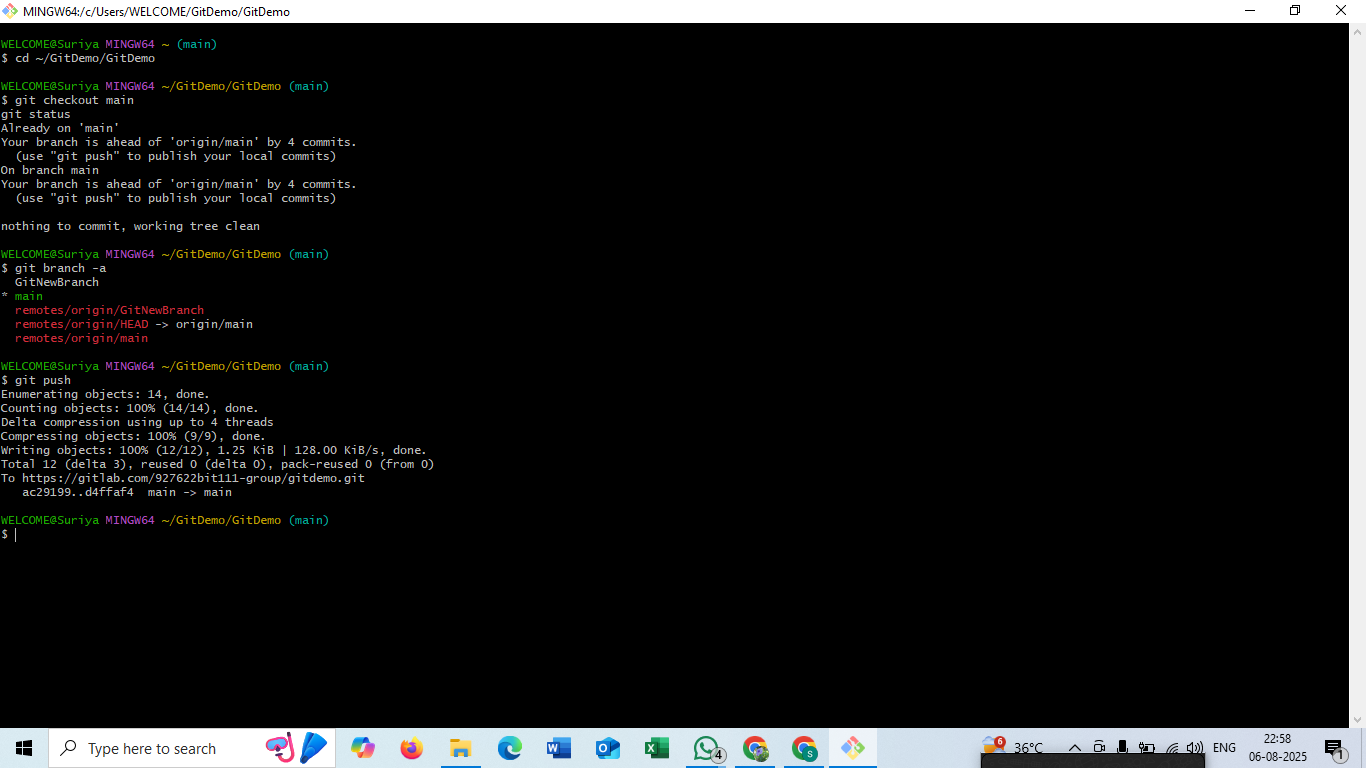 MINGW64:/c/Users/WELCOME/GitDemo/GitDemo
WELCOME@Suriya MINGW64 ~ (main)
$ cd ~/GitDemo/GitDemo
WELCOME@Suriya MINGW64 ~/GitDemo/GitDemo (main)
$ git checkout main
git status
Already on 'main'
Your branch is ahead of 'origin/main' by 4 commits.
  (use "git push" to publish your local commits)
On branch main
Your branch is ahead of 'origin/main' by 4 commits.
  (use "git push" to publish your local commits)
nothing to commit, working tree clean
WELCOME@Suriya MINGW64 ~/GitDemo/GitDemo (main)
$ git branch -a
  GitNewBranch
* main
  remotes/origin/GitNewBranch
  remotes/origin/HEAD -> origin/main
  remotes/origin/main
WELCOME@Suriya MINGW64 ~/GitDemo/GitDemo (main)
$ git push
Enumerating objects: 14, done.
Counting objects: 100% (14/14), done.
Delta compression using up to 4 threads
Compressing objects: 100% (9/9), done.
Writing objects: 100% (12/12), 1.25 KiB | 128.00 KiB/s, done.
Total 12 (delta 3), reused 0 (delta 0), pack-reused 0 (from 0)
To https://gitlab.com/927622bit111-group/gitdemo.git
   ac29199..d4ffaf4  main -> main
WELCOME@Suriya MINGW64 ~/GitDemo/GitDemo (main)
$
Type here to search
4
S
6
36°C
ENG
22:58
06-08-2025
1